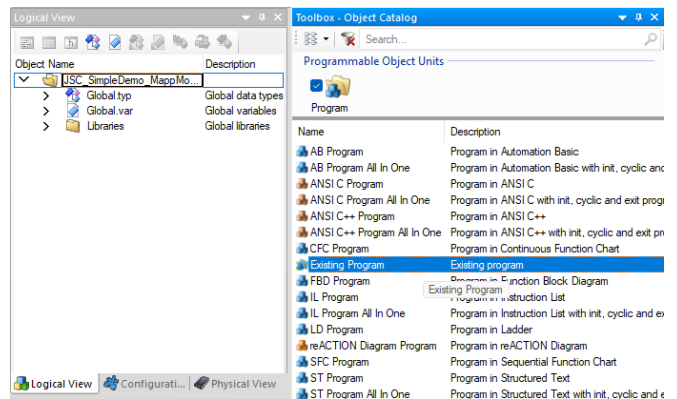 Logical View
Object Name Description
JSC_SimpleDemo_MappMo...
Global.typ Global data types
Global.var Global variables
Libraries Global libraries
Logical View Configurati... Physical View
Toolbox - Object Catalog
Search...
Programmable Object Units
Program
Name Description
AB Program Program in Automation Basic
AB Program All In One Program in Automation Basic with init, cyclic and
ANSI C Program Program in ANSI C
ANSI C Program All In One Program in ANSI C with init, cyclic and exit progr
ANSI C++ Program Program in ANSI C++
ANSI C++ Program All In One Program in ANSI C++ with init, cyclic and exit pr
CFC Program Program in Continuous Function Chart
Existing Program Existing program
FBD Program Program in Function Block Diagram
Existing Program
IL Program Program in Instruction List
IL Program All In One Program in Instruction List with init, cyclic and ex
LD Program Program in Ladder
reACTION Diagram Program Program in reACTION Diagram
SFC Program Program in Sequential Function Chart
ST Program Program in Structured Text
ST Program All In One Program in Structured Text with init, cyclic and e